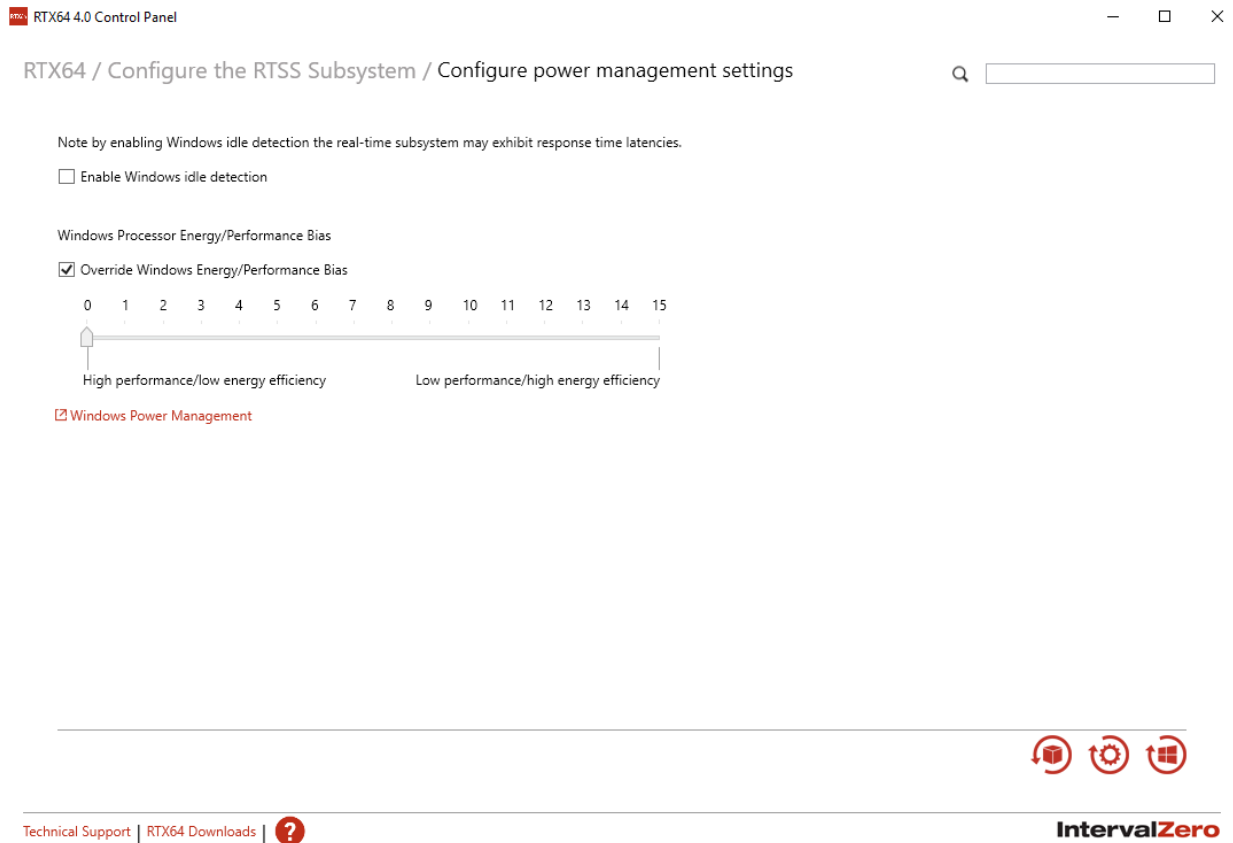 RTX64 4.0 Control Panel
RTX64 / Configure the RTSS Subsystem / Configure power management settings
Note by enabling Windows idle detection the real-time subsystem may exhibit response time latencies.
Enable Windows idle detection
Windows Processor Energy/Performance Bias
Override Windows Energy/Performance Bias
0 1 2 3 4 5 6 7 8 9 10 11 12 13 14 15
High performance/low energy efficiency Low performance/high energy efficiency
Windows Power Management
Technical Support | RTX64 Downloads | ?
IntervalZero